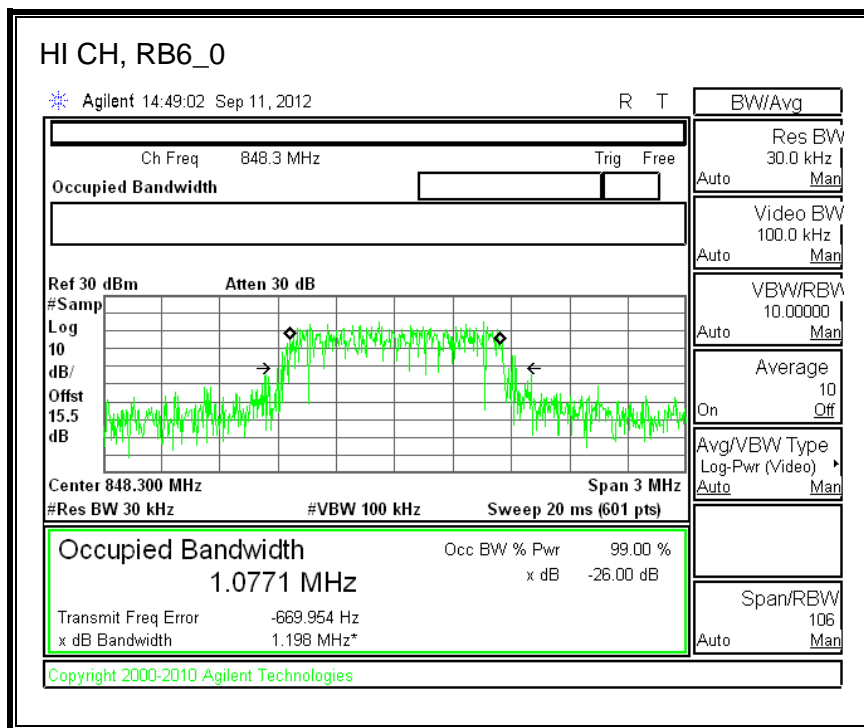 HI CH, RB6_0
Agilent 14:49:02 Sep 11, 2012 R T
Ch Freq 848.3 MHz Trig Free
Occupied Bandwidth
Ref 30 dBm Atten 30 dB
#Samp
Log
10
dB/
Offst
15.5
dB
Center 848.300 MHz Span 3 MHz
#Res BW 30 kHz #VBW 100 kHz Sweep 20 ms (601 pts)
Occupied Bandwidth Occ BW % Pwr 99.00 %
1.0771 MHz x dB -26.00 dB
Transmit Freq Error -669.954 Hz
x dB Bandwidth 1.198 MHz*
Copyright 2000-2010 Agilent Technologies
BW/Avg
Res BW
30.0 kHz
Auto Man
Video BW
100.0 kHz
Auto Man
VBW/RBW
10.00000
Auto Man
Average
10
On Off
Avg/VBW Type
Log-Pwr (Video)
Auto Man
Span/RBW
106
Auto Man